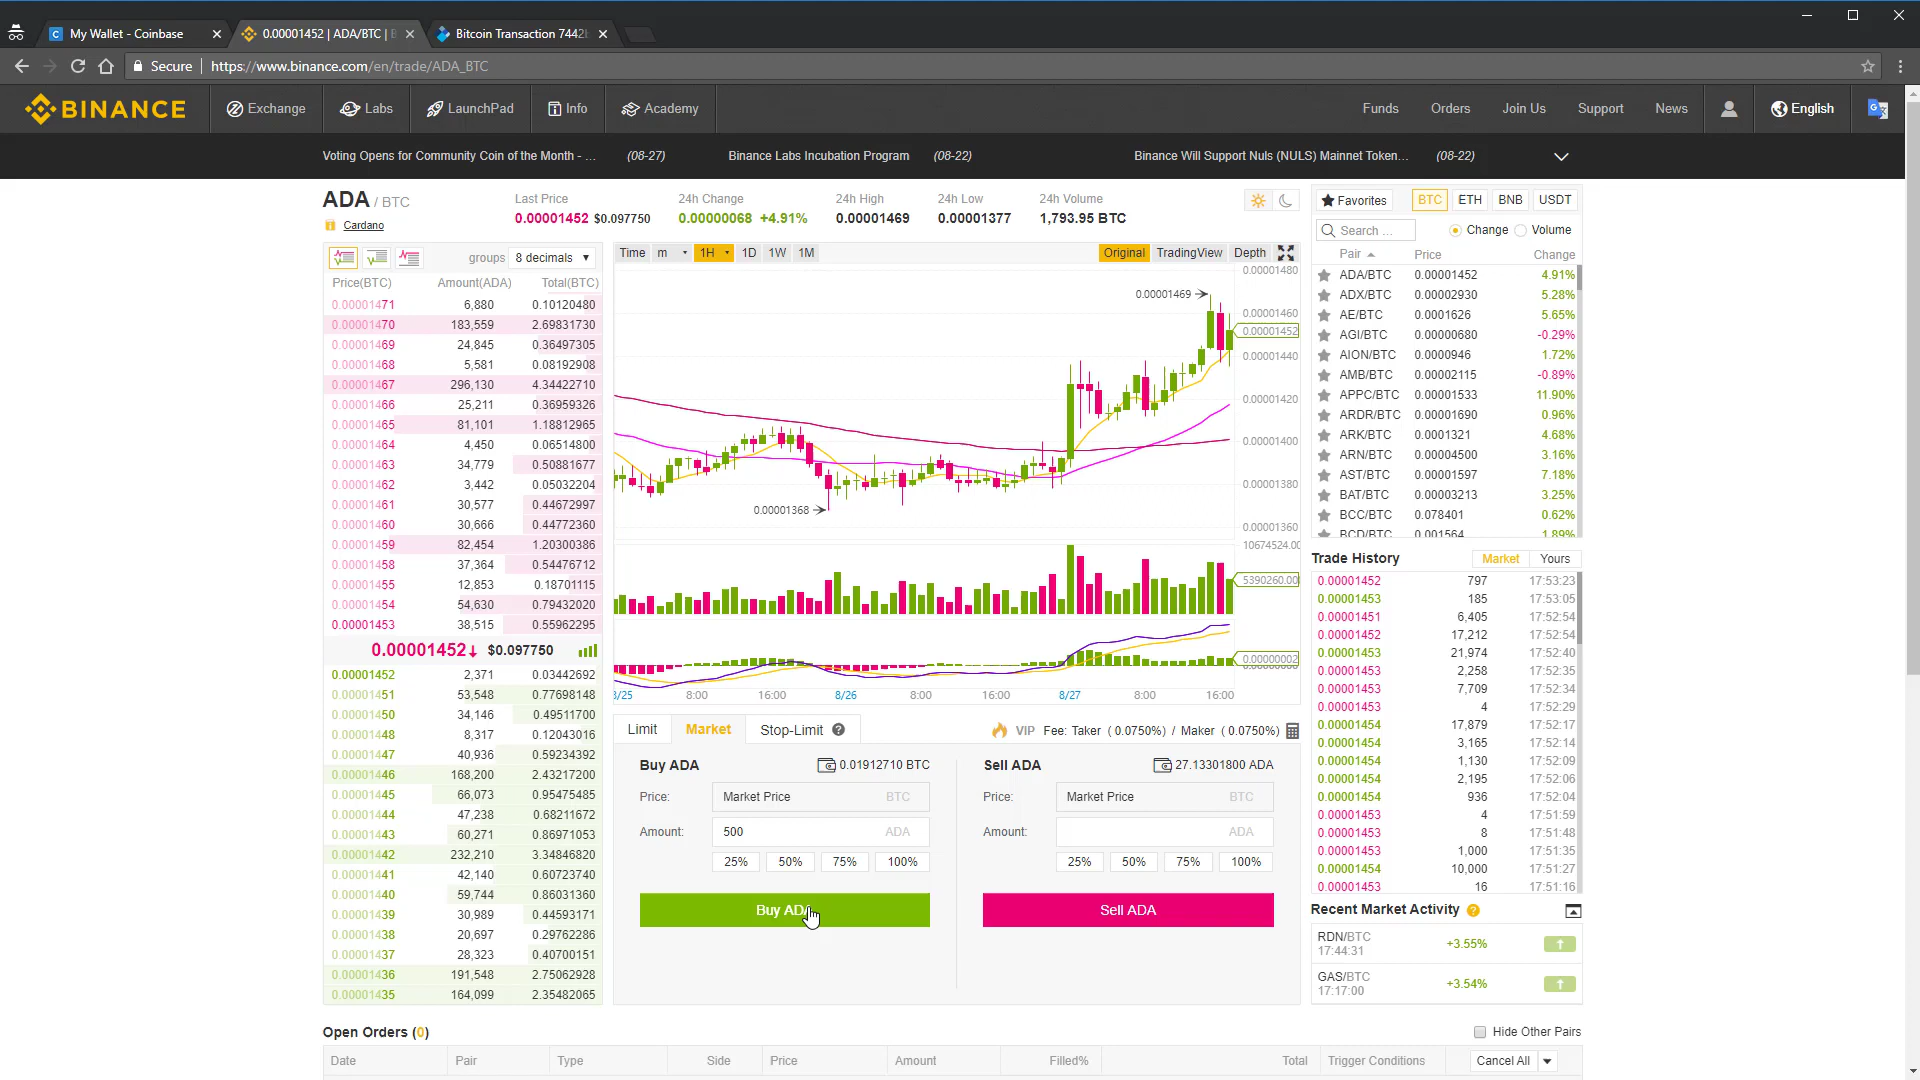 My Wallet - Coinbase
0.00001452 | ADA/BTC | B
Bitcoin Transaction 7442b
Secure
https://www.binance.com/en/trade/ADA_BTC
BINANCE
Exchange
Labs
LaunchPad
Info
Academy
Funds
Orders
Join Us
Support
News
English
Voting Opens for Community Coin of the Month - ... (08-27)
Binance Labs Incubation Program (08-22)
Binance Will Support Nuls (NULS) Mainnet Token... (08-22)
ADA / BTC
Cardano
Last Price
0.00001452 $0.097750
24h Change
0.00000068 +4.91%
24h High
0.00001469
24h Low
0.00001377
24h Volume
1,793.95 BTC
groups 8 decimals
Price(BTC) Amount(ADA) Total(BTC)
0.00001471 6,880 0.10120480
0.00001470 183,559 2.69831730
0.00001469 24,845 0.36497305
0.00001468 5,581 0.08192908
0.00001467 296,130 4.34422710
0.00001466 25,211 0.36959326
0.00001465 81,101 1.18812965
0.00001464 4,450 0.06514800
0.00001463 34,779 0.50881677
0.00001462 3,442 0.05032204
0.00001461 30,577 0.44672997
0.00001460 30,666 0.44772360
0.00001459 82,454 1.20300386
0.00001458 37,364 0.54476712
0.00001455 12,853 0.18701115
0.00001454 54,630 0.79432020
0.00001453 38,515 0.55962295
0.00001452↓ $0.097750
0.00001452 2,371 0.03442692
0.00001451 53,548 0.77698148
0.00001450 34,146 0.49511700
0.00001448 8,317 0.12043016
0.00001447 40,936 0.59234392
0.00001446 168,200 2.43217200
0.00001445 66,073 0.95475485
0.00001444 47,238 0.68211672
0.00001443 60,271 0.86971053
0.00001442 232,210 3.34846820
0.00001441 42,140 0.60723740
0.00001440 59,744 0.86031360
0.00001439 30,989 0.44593171
0.00001438 20,697 0.29762286
0.00001437 28,323 0.40700151
0.00001436 191,548 2.75062928
0.00001435 164,099 2.35482065
Time m 1H 1D 1W 1M
Original TradingView Depth
0.00001480
0.00001469
0.00001460
0.00001452
0.00001440
0.00001420
0.00001400
0.00001380
0.00001368
0.00001360
10674524.00
5390260.00
0.00000002
8/25 8:00 16:00 8/26 8:00 16:00 8/27 8:00 16:00
Limit Market Stop-Limit ?
VIP Fee: Taker ( 0.0750% ) / Maker ( 0.0750% )
Buy ADA 0.01912710 BTC
Price: Market Price BTC
Amount: 500 ADA
25% 50% 75% 100%
Buy ADA
Sell ADA 27.13301800 ADA
Price: Market Price BTC
Amount: ADA
25% 50% 75% 100%
Sell ADA
Favorites BTC ETH BNB USDT
Search ... Change Volume
Pair Price Change
ADA/BTC 0.00001452 4.91%
ADX/BTC 0.00002930 5.28%
AE/BTC 0.0001626 5.65%
AGI/BTC 0.00000680 -0.29%
AION/BTC 0.0000946 1.72%
AMB/BTC 0.00002115 -0.89%
APPC/BTC 0.00001533 11.90%
ARDR/BTC 0.00001690 0.96%
ARK/BTC 0.0001321 4.68%
ARN/BTC 0.00004500 3.16%
AST/BTC 0.00001597 7.18%
BAT/BTC 0.00003213 3.25%
BCC/BTC 0.078401 0.62%
BCD/BTC 0.001564 1.89%
Trade History Market Yours
0.00001452 797 17:53:23
0.00001453 185 17:53:05
0.00001451 6,405 17:52:54
0.00001452 17,212 17:52:54
0.00001453 21,974 17:52:40
0.00001453 2,258 17:52:35
0.00001453 7,709 17:52:34
0.00001453 4 17:52:29
0.00001454 17,879 17:52:17
0.00001454 3,165 17:52:14
0.00001454 1,130 17:52:09
0.00001454 2,195 17:52:06
0.00001454 936 17:52:04
0.00001453 4 17:51:59
0.00001453 8 17:51:48
0.00001453 1,000 17:51:35
0.00001454 10,000 17:51:27
0.00001453 16 17:51:16
Recent Market Activity ?
RDN/BTC +3.55%
17:44:31
GAS/BTC +3.54%
17:17:00
Open Orders (0)
Hide Other Pairs
Date Pair Type Side Price Amount Filled% Total Trigger Conditions Cancel All